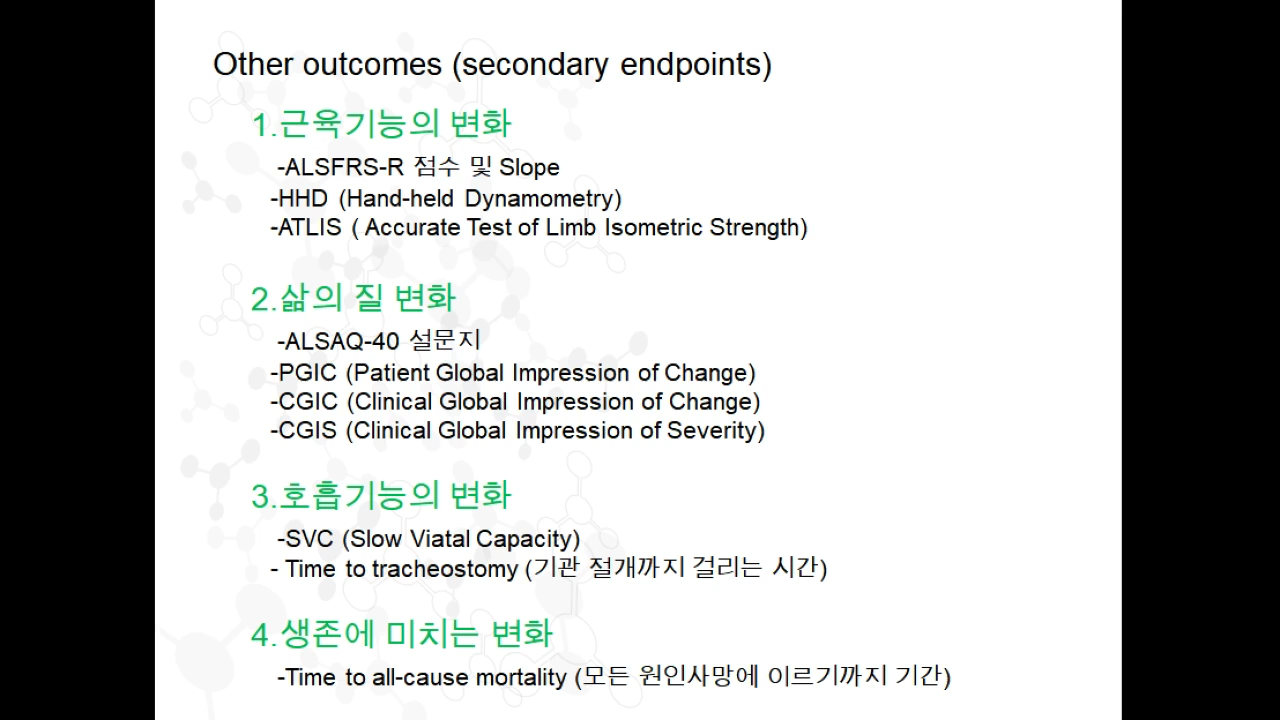 Other outcomes (secondary endpoints)
1.근육기능의 변화
-ALSFRS-R 점수 및 Slope
-HHD (Hand-held Dynamometry)
-ATLIS ( Accurate Test of Limb Isometric Strength)
2.삶의 질 변화
-ALSAQ-40 설문지
-PGIC (Patient Global Impression of Change)
-CGIC (Clinical Global Impression of Change)
-CGIS (Clinical Global Impression of Severity)
3.호흡기능의 변화
-SVC (Slow Viatal Capacity)
- Time to tracheostomy (기관 절개까지 걸리는 시간)
4.생존에 미치는 변화
-Time to all-cause mortality (모든 원인사망에 이르기까지 기간)